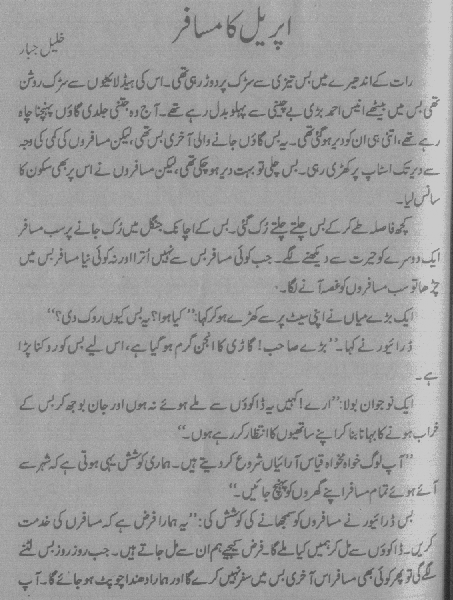 اپریل کا مسافر
خلیل جبار
رات کے اندھیرے میں بس تیزی سے سڑک پر دوڑ رہی تھی۔ اس کی ہیڈ لائٹوں سے سڑک روشن
تھی بس میں بیٹھے انیس احمد بڑی بے چینی سے پہلو بدل رہے تھے۔ آج وہ جتنی جلدی گاؤں پہنچنا چاہ
رہے تھے، اتنی ہی ان کو دیر ہو گئی تھی۔ یہ بس گاؤں جانے والی آخری بس تھی، لیکن مسافروں کی کمی کی وجہ
سے دیر تک اسٹاپ پر کھڑی رہی۔ بس چلی تو بہت دیر ہو چکی تھی، لیکن مسافروں نے اس پر بھی سکون کا
سانس لیا۔
کچھ فاصلہ طے کر کے بس چلتے چلتے رک گئی۔ بس کے اچانک جنگل میں رُک جانے پر سب مسافر
ایک دوسرے کو حیرت سے دیکھنے لگے۔ جب کوئی مسافر بس سے نہیں اُترا اور نہ کوئی نیا مسافر بس میں
چڑھا تو سب مسافروں کو غصہ آنے لگا۔
ایک بڑے میاں نے اپنی سیٹ پر سے کھڑے ہو کر کہا: ”کیا ہوا؟ یہ بس کیوں روک دی؟“
ڈرائیور نے کہا۔ ”بڑے صاحب! گاڑی کا انجن گرم ہو گیا ہے، اس لیے بس کو روکنا پڑا
ہے۔
ایک نوجوان بولا: ”ارے! کہیں یہ ڈاکوؤں سے ملے ہوئے نہ ہوں اور جان بوجھ کر بس کے
خراب ہونے کا بہانا بنا کر اپنے ساتھیوں کا انتظار کر رہے ہوں۔“
”آپ لوگ خواہ مخواہ قیاس آرائیاں شروع کر دیتے ہیں۔ ہماری کوشش یہی ہوتی ہے کہ شہر سے
آئے ہوئے تمام مسافر اپنے گھروں کو پہنچ جائیں۔“
بس ڈرائیور نے مسافروں کو سمجھانے کی کوشش کی: ”یہ ہمارا فرض ہے کہ مسافروں کی خدمت
کریں۔ ڈاکوؤں سے مل کر ہمیں کیا ملے گا۔ فرض کیجیے ہم ان سے مل جاتے ہیں۔ جب روز روز بس لٹنے
لگے گی تو پھر کوئی بھی مسافر اس آخری بس میں سفر نہیں کرے گا اور ہمارا دھندا چوپٹ ہو جائے گا۔ آپ